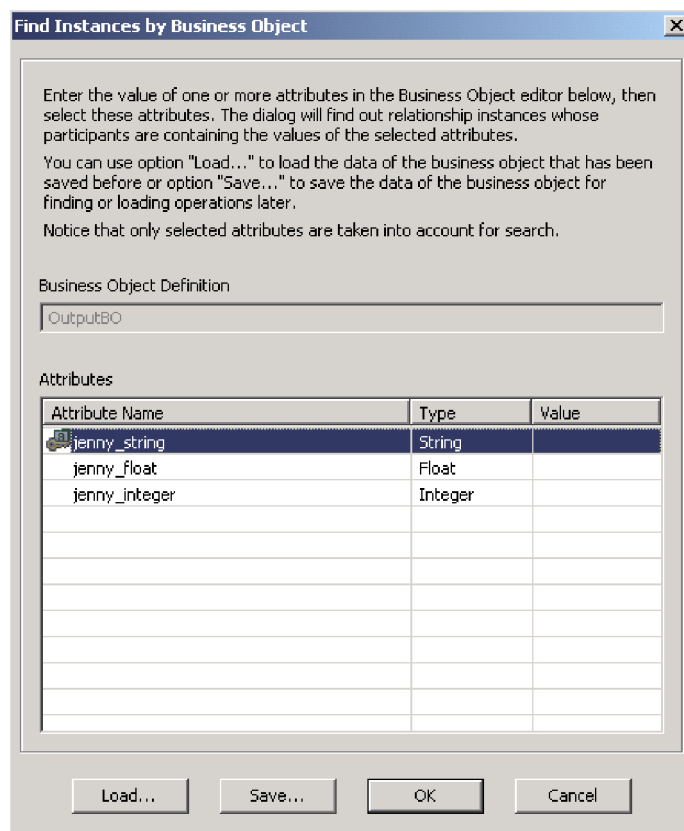 Find Instances by Business Object
Enter the value of one or more attributes in the Business Object editor below, then
select these attributes. The dialog will find out relationship instances whose
participants are containing the values of the selected attributes.
You can use option "Load..." to load the data of the business object that has been
saved before or option "Save..." to save the data of the business object for
finding or loading operations later.
Notice that only selected attributes are taken into account for search.
Business Object Definition
OutputBO
Attributes
Attribute Name Type Value
jenny_string String
jenny_float Float
jenny_integer Integer
Load... Save... OK Cancel